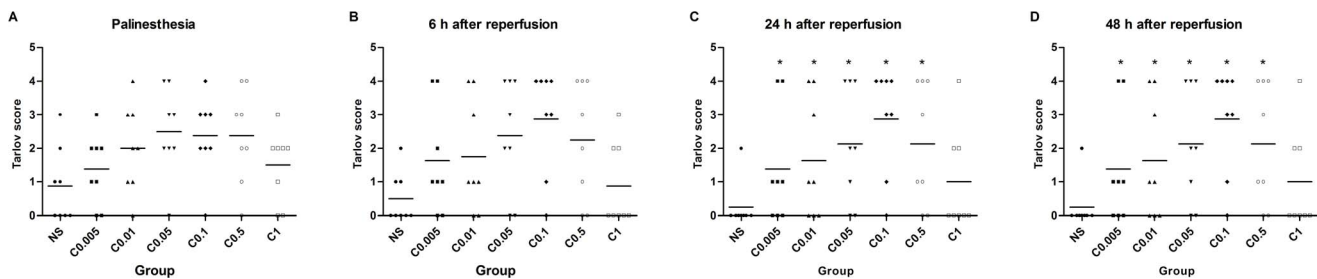 A
Palinesthesia
Tarlov score
5
4
3
2
1
0
NS
C0.005
C0.01
C0.05
C0.1
C0.5
C1
Group
B
6 h after reperfusion
Tarlov score
5
4
3
2
1
0
NS
C0.005
C0.01
C0.05
C0.1
C0.5
C1
Group
C
24 h after reperfusion
Tarlov score
5
4
3
2
1
0
* * * * *
NS
C0.005
C0.01
C0.05
C0.1
C0.5
C1
Group
D
48 h after reperfusion
Tarlov score
5
4
3
2
1
0
* * * * *
NS
C0.005
C0.01
C0.05
C0.1
C0.5
C1
Group